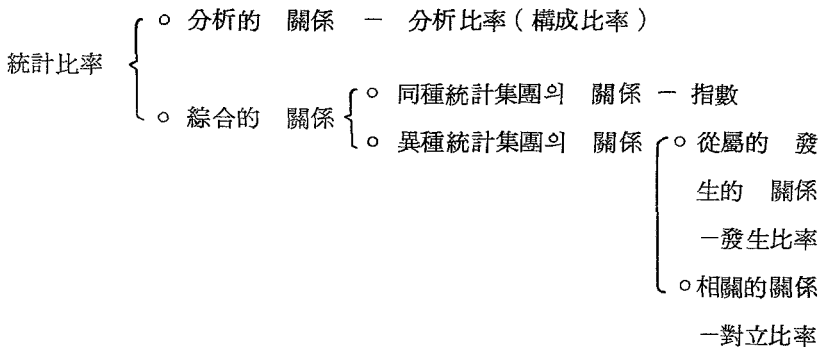 ○ 分析的 關係 － 分析比率 ( 構成比率 )
統計比率
○ 綜合的 關係
○ 同種統計集團의 關係 － 指數
○ 異種統計集團의 關係
○ 從屬的 發
生的 關係
－發生比率
○ 相關的關係
－對立比率